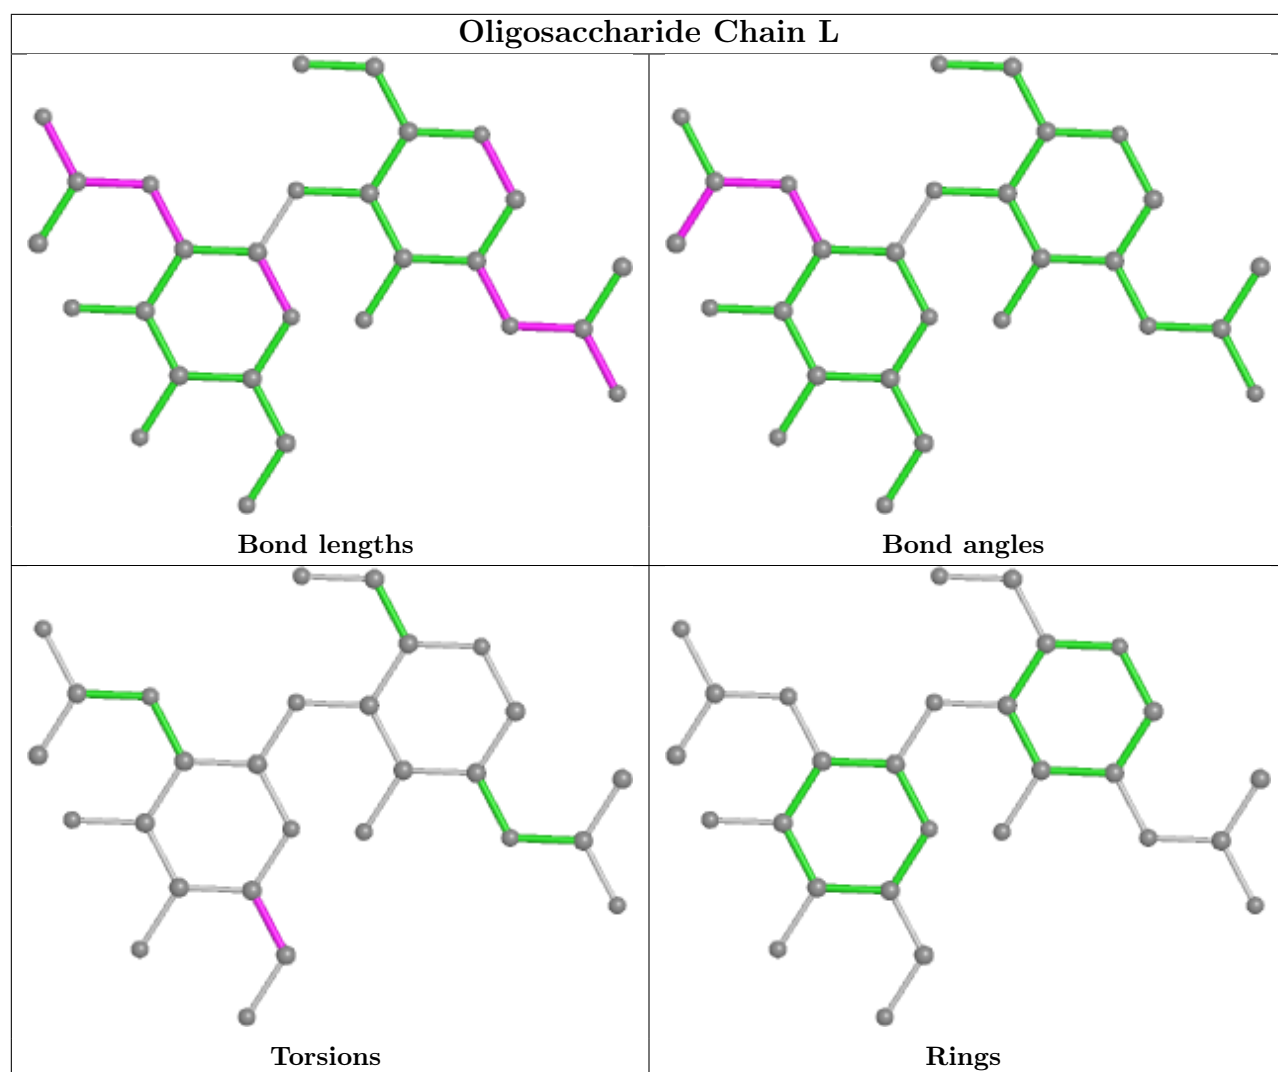 Oligosaccharide Chain L
Bond lengths
Bond angles
Torsions
Rings